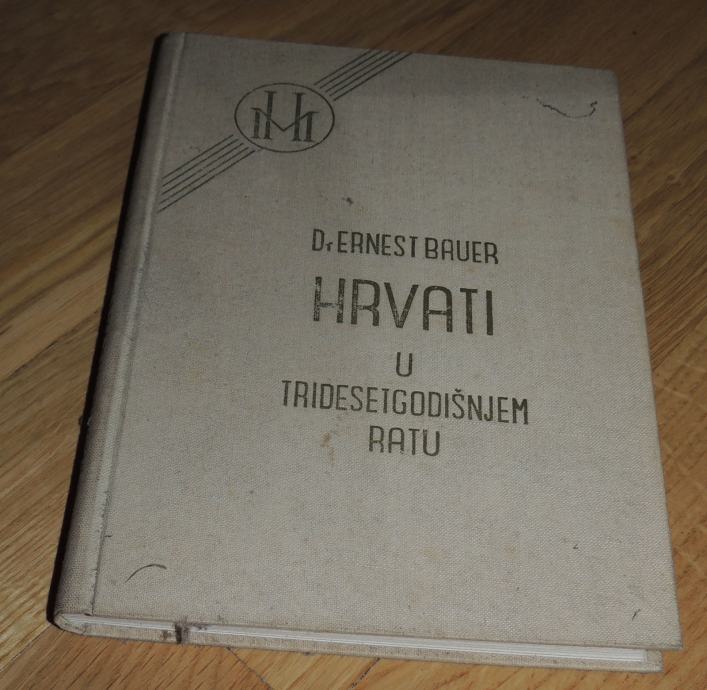 Dr ERNEST BAUER
HRVATI
U
TRIDESETGODIŠNJEM
RATU